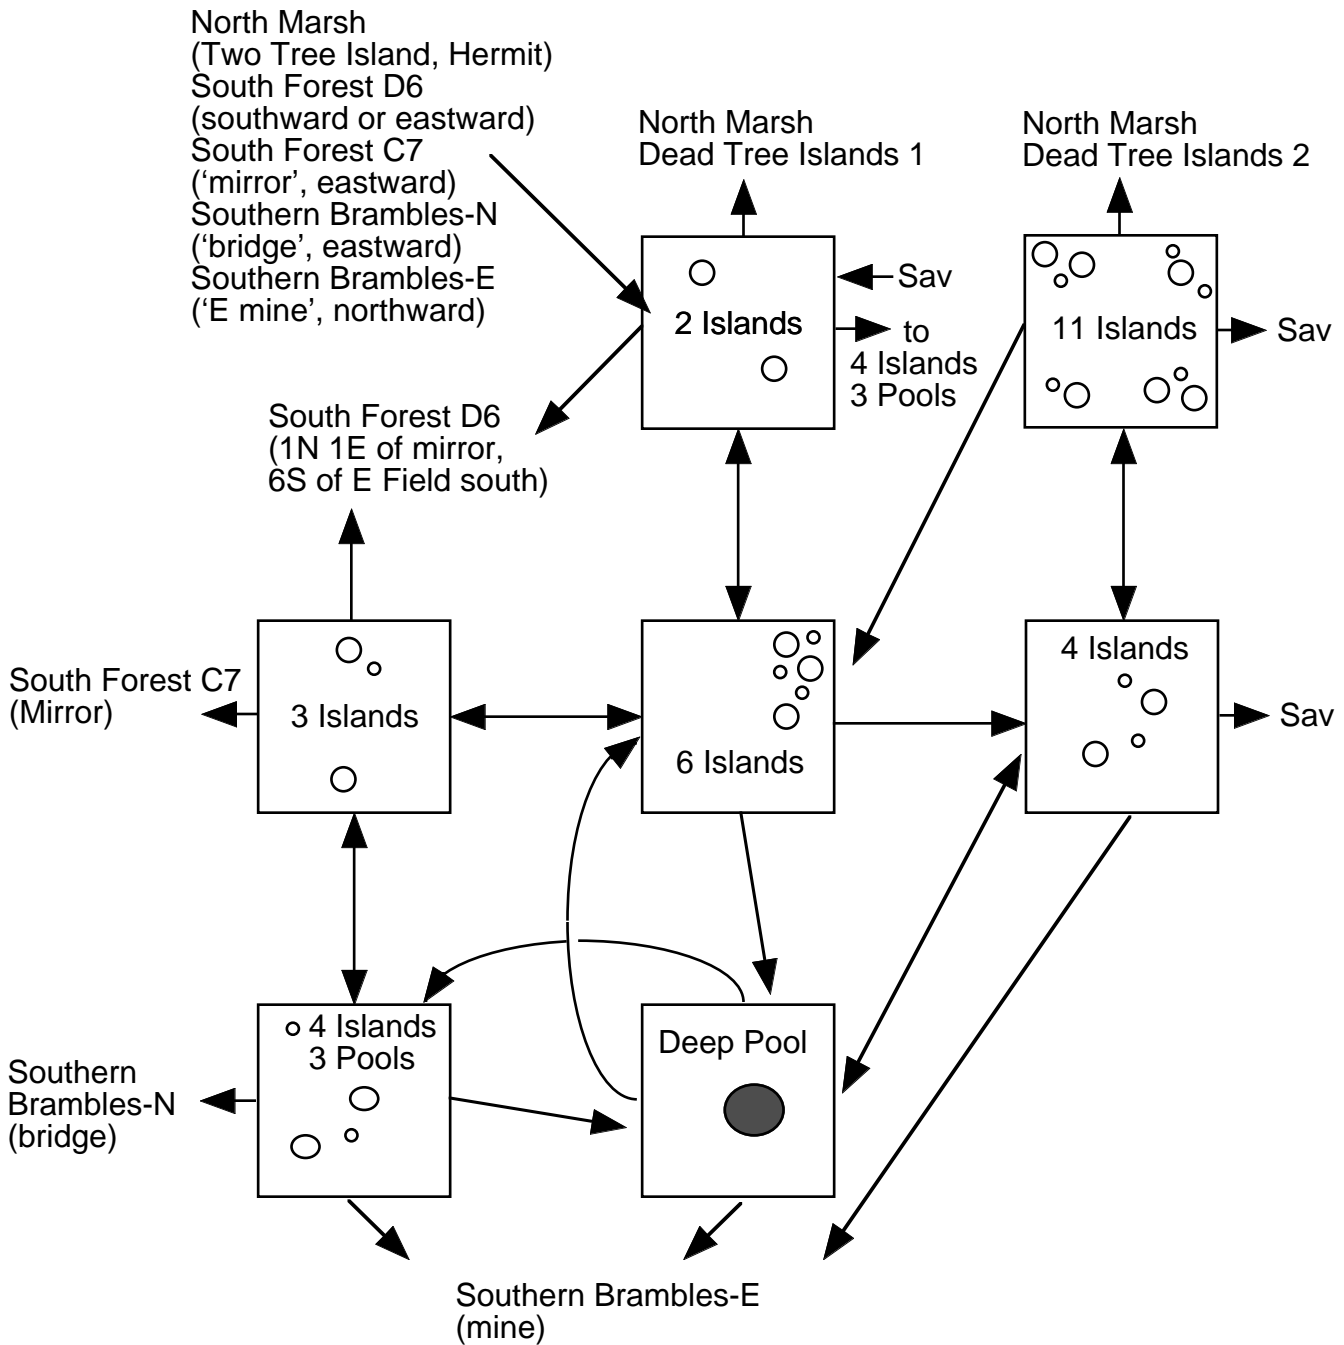 North Marsh
(Two Tree Island, Hermit)
South Forest D6
(southward or eastward)
South Forest C7
(‘mirror’, eastward)
Southern Brambles-N
(‘bridge’, eastward)
Southern Brambles-E
(‘E mine’, northward)
North Marsh
Dead Tree Islands 1
North Marsh
Dead Tree Islands 2
Sav
2 Islands
to
4 Islands
3 Pools
11 Islands
Sav
South Forest D6
(1N 1E of mirror,
6S of E Field south)
South Forest C7
(Mirror)
3 Islands
6 Islands
4 Islands
Sav
4 Islands
3 Pools
Deep Pool
Southern
Brambles-N
(bridge)
Southern Brambles-E
(mine)